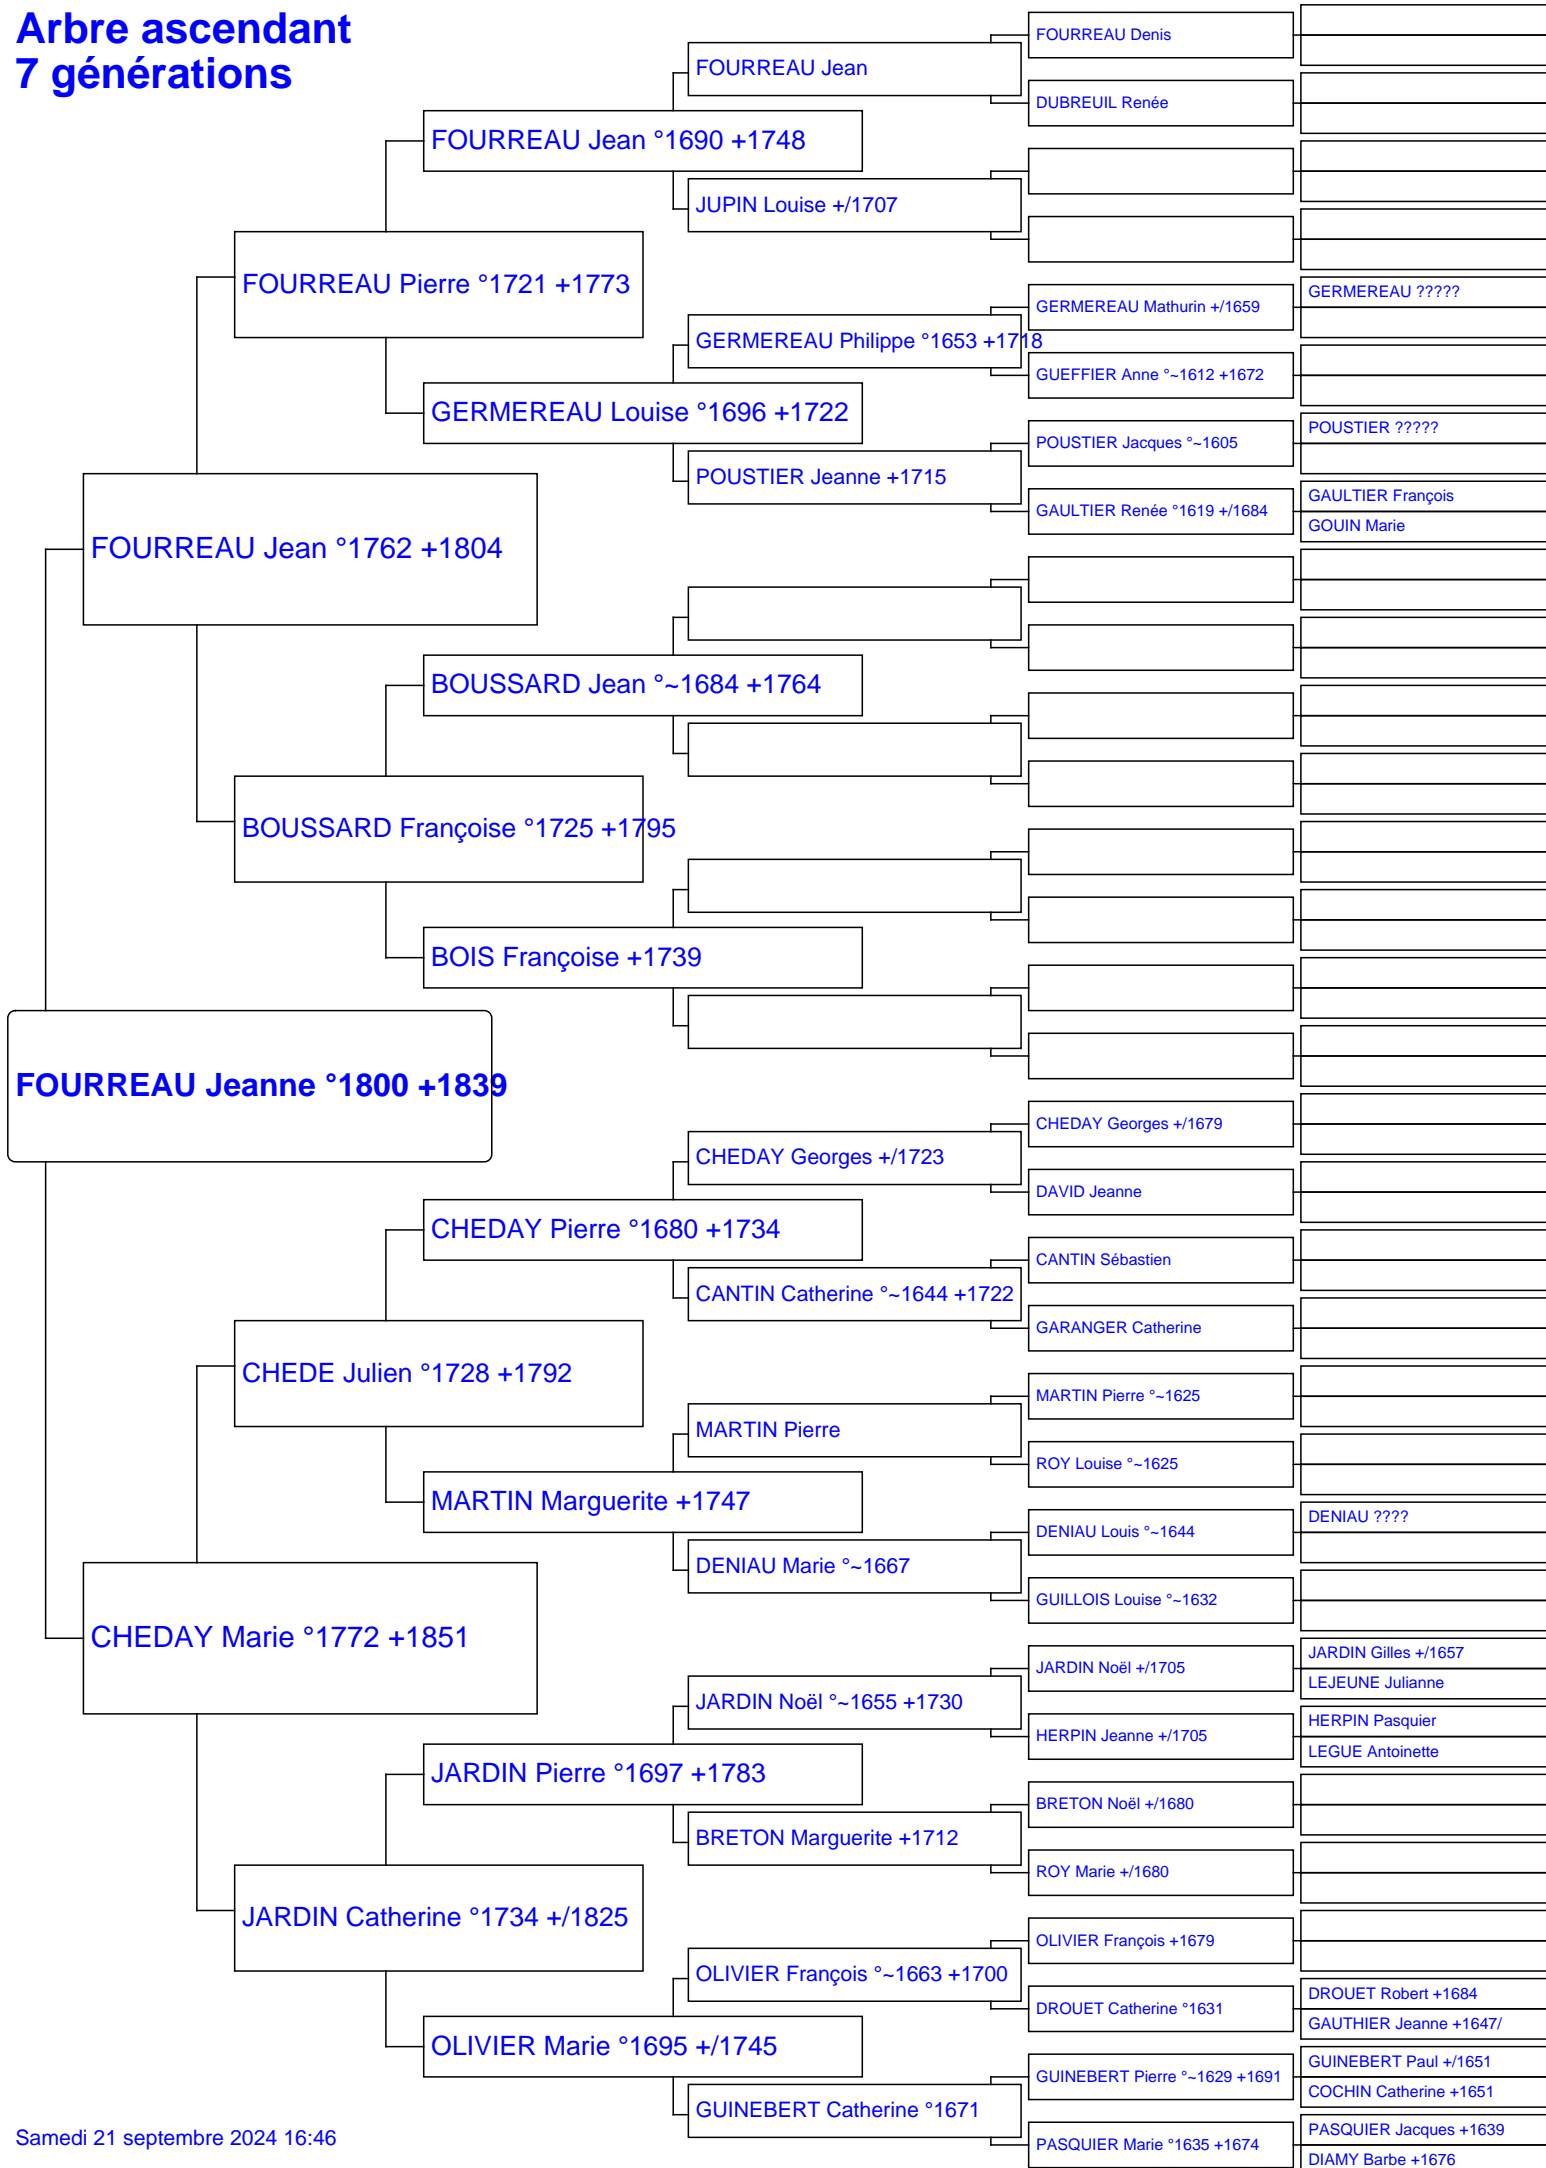 Arbre ascendant
7 générations
FOURREAU Denis
FOURREAU Jean
DUBREUIL Renée
FOURREAU Jean °1690 +1748
JUPIN Louise +/1707
FOURREAU Pierre °1721 +1773
GERMEREAU ?????
GERMEREAU Mathurin +/1659
GERMEREAU Philippe °1653 +1718
GUEFFIER Anne °~1612 +1672
GERMEREAU Louise °1696 +1722
POUSTIER ?????
POUSTIER Jacques °~1605
POUSTIER Jeanne +1715
GAULTIER François
GAULTIER Renée °1619 +/1684
GOUIN Marie
FOURREAU Jean °1762 +1804
BOUSSARD Jean °~1684 +1764
BOUSSARD Françoise °1725 +1795
BOIS Françoise +1739
FOURREAU Jeanne °1800 +1839
CHEDAY Georges +/1679
CHEDAY Georges +/1723
DAVID Jeanne
CHEDAY Pierre °1680 +1734
CANTIN Sébastien
CANTIN Catherine °~1644 +1722
GARANGER Catherine
CHEDE Julien °1728 +1792
MARTIN Pierre °~1625
MARTIN Pierre
ROY Louise °~1625
MARTIN Marguerite +1747
DENIAU ????
DENIAU Louis °~1644
DENIAU Marie °~1667
GUILLOIS Louise °~1632
CHEDAY Marie °1772 +1851
JARDIN Gilles +/1657
JARDIN Noël +/1705
LEJEUNE Julianne
JARDIN Noël °~1655 +1730
HERPIN Pasquier
HERPIN Jeanne +/1705
LEGUE Antoinette
JARDIN Pierre °1697 +1783
BRETON Noël +/1680
BRETON Marguerite +1712
ROY Marie +/1680
JARDIN Catherine °1734 +/1825
OLIVIER François +1679
OLIVIER François °~1663 +1700
DROUET Robert +1684
DROUET Catherine °1631
GAUTHIER Jeanne +1647/
OLIVIER Marie °1695 +/1745
GUINEBERT Paul +/1651
GUINEBERT Pierre °~1629 +1691
COCHIN Catherine +1651
GUINEBERT Catherine °1671
PASQUIER Jacques +1639
PASQUIER Marie °1635 +1674
DIAMY Barbe +1676
Samedi 21 septembre 2024 16:46